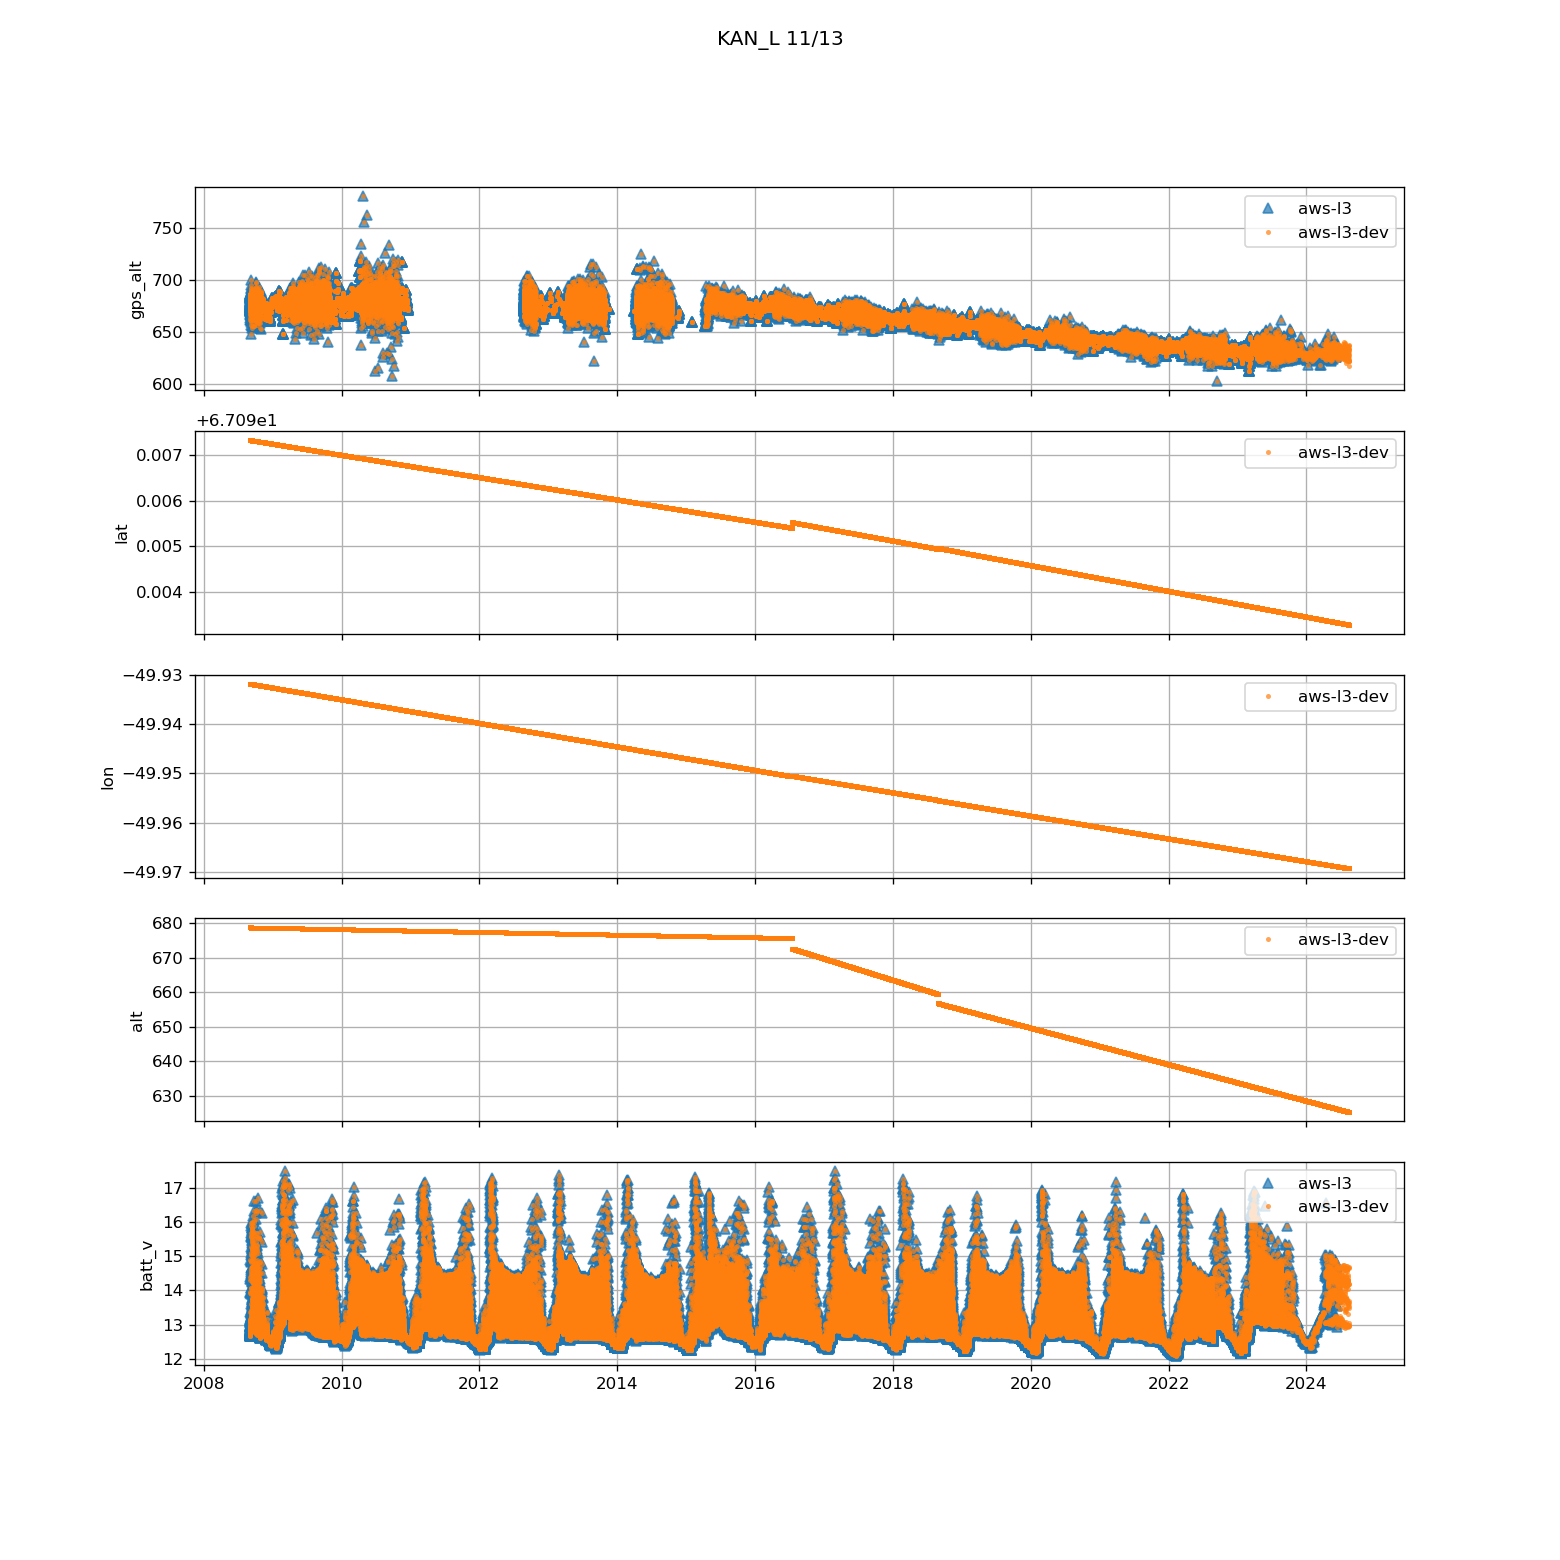 KAN_L 11/13
750
700
650
600
gps_alt
aws-l3
aws-l3-dev
+6.709e1
0.007
0.006
0.005
0.004
lat
aws-l3-dev
−49.93
−49.94
−49.95
−49.96
−49.97
lon
aws-l3-dev
680
670
660
650
640
630
alt
aws-l3-dev
17
16
15
14
13
12
batt_v
aws-l3
aws-l3-dev
2008 2010 2012 2014 2016 2018 2020 2022 2024